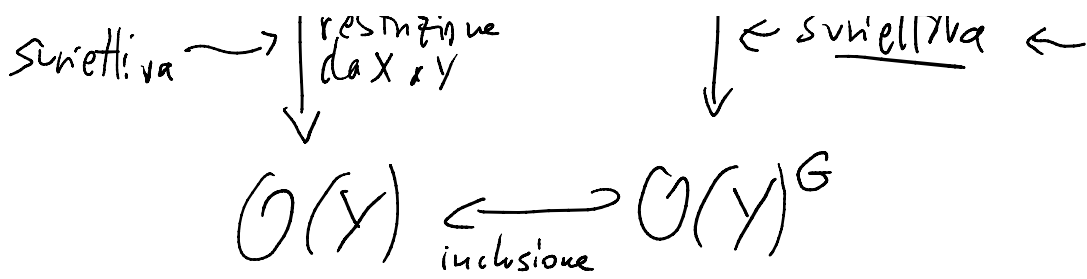 suriettiva restrizione da X a Y suriettiva
O(Y) O(Y)^G
inclusione